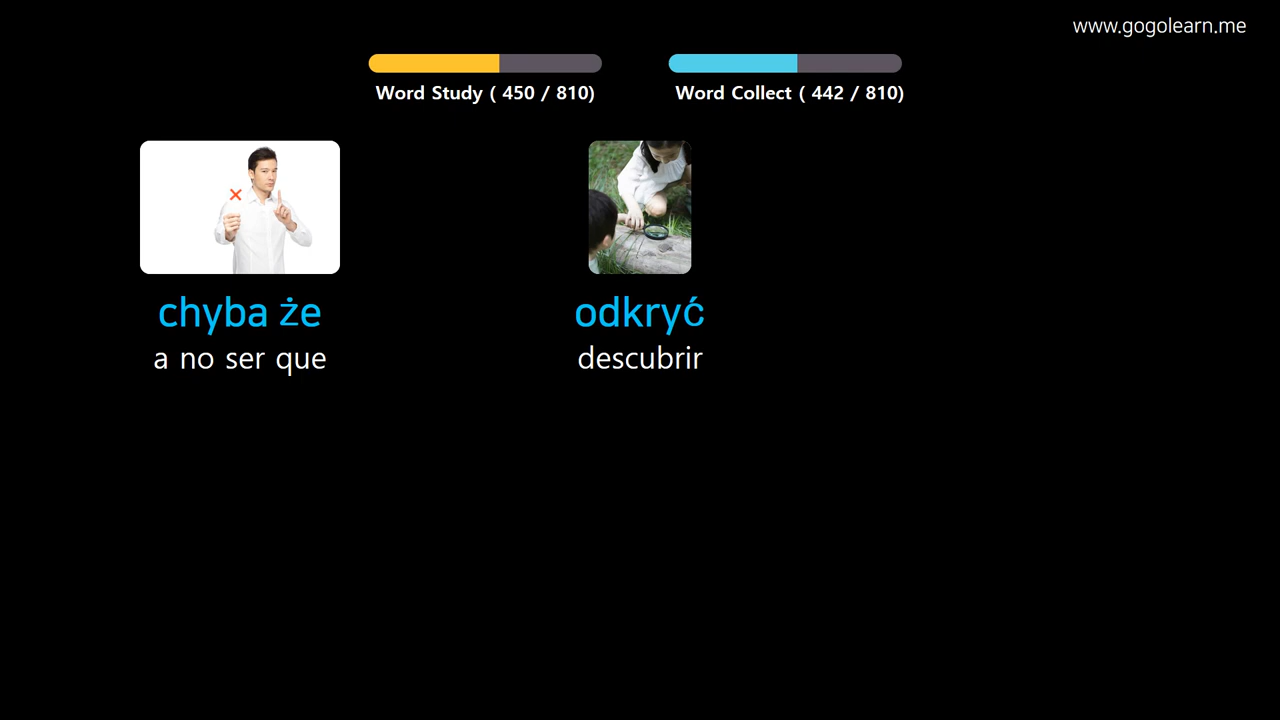 www.gogolearn.me
Word Study ( 450 / 810)
Word Collect ( 442 / 810)
chyba że
a no ser que
odkryć
descubrir